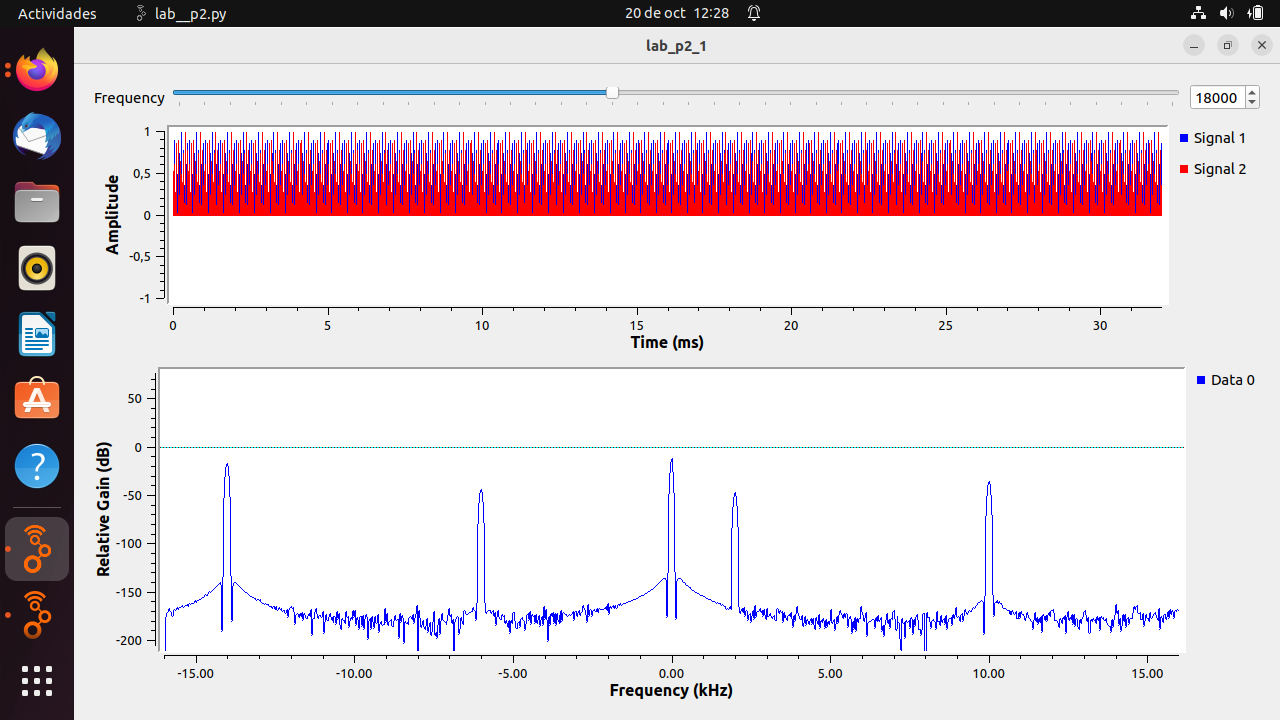 Actividades lab__p2.py 20 de oct 12:28
lab_p2_1
Frequency 18000
1
0,5
0
-0,5
-1
Amplitude
Signal 1
Signal 2
0 5 10 15 20 25 30
Time (ms)
50
0
-50
-100
-150
-200
Relative Gain (dB)
Data 0
-15.00 -10.00 -5.00 0.00 5.00 10.00 15.00
Frequency (kHz)